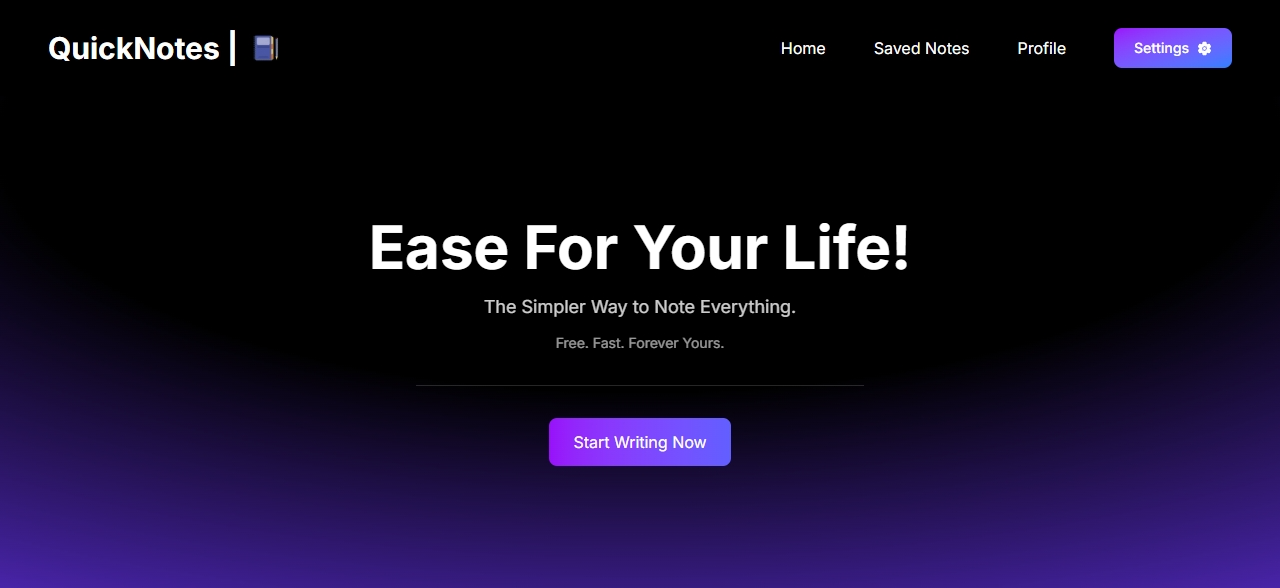 QuickNotes |
Home
Saved Notes
Profile
Settings
Ease For Your Life!
The Simpler Way to Note Everything.
Free. Fast. Forever Yours.
Start Writing Now